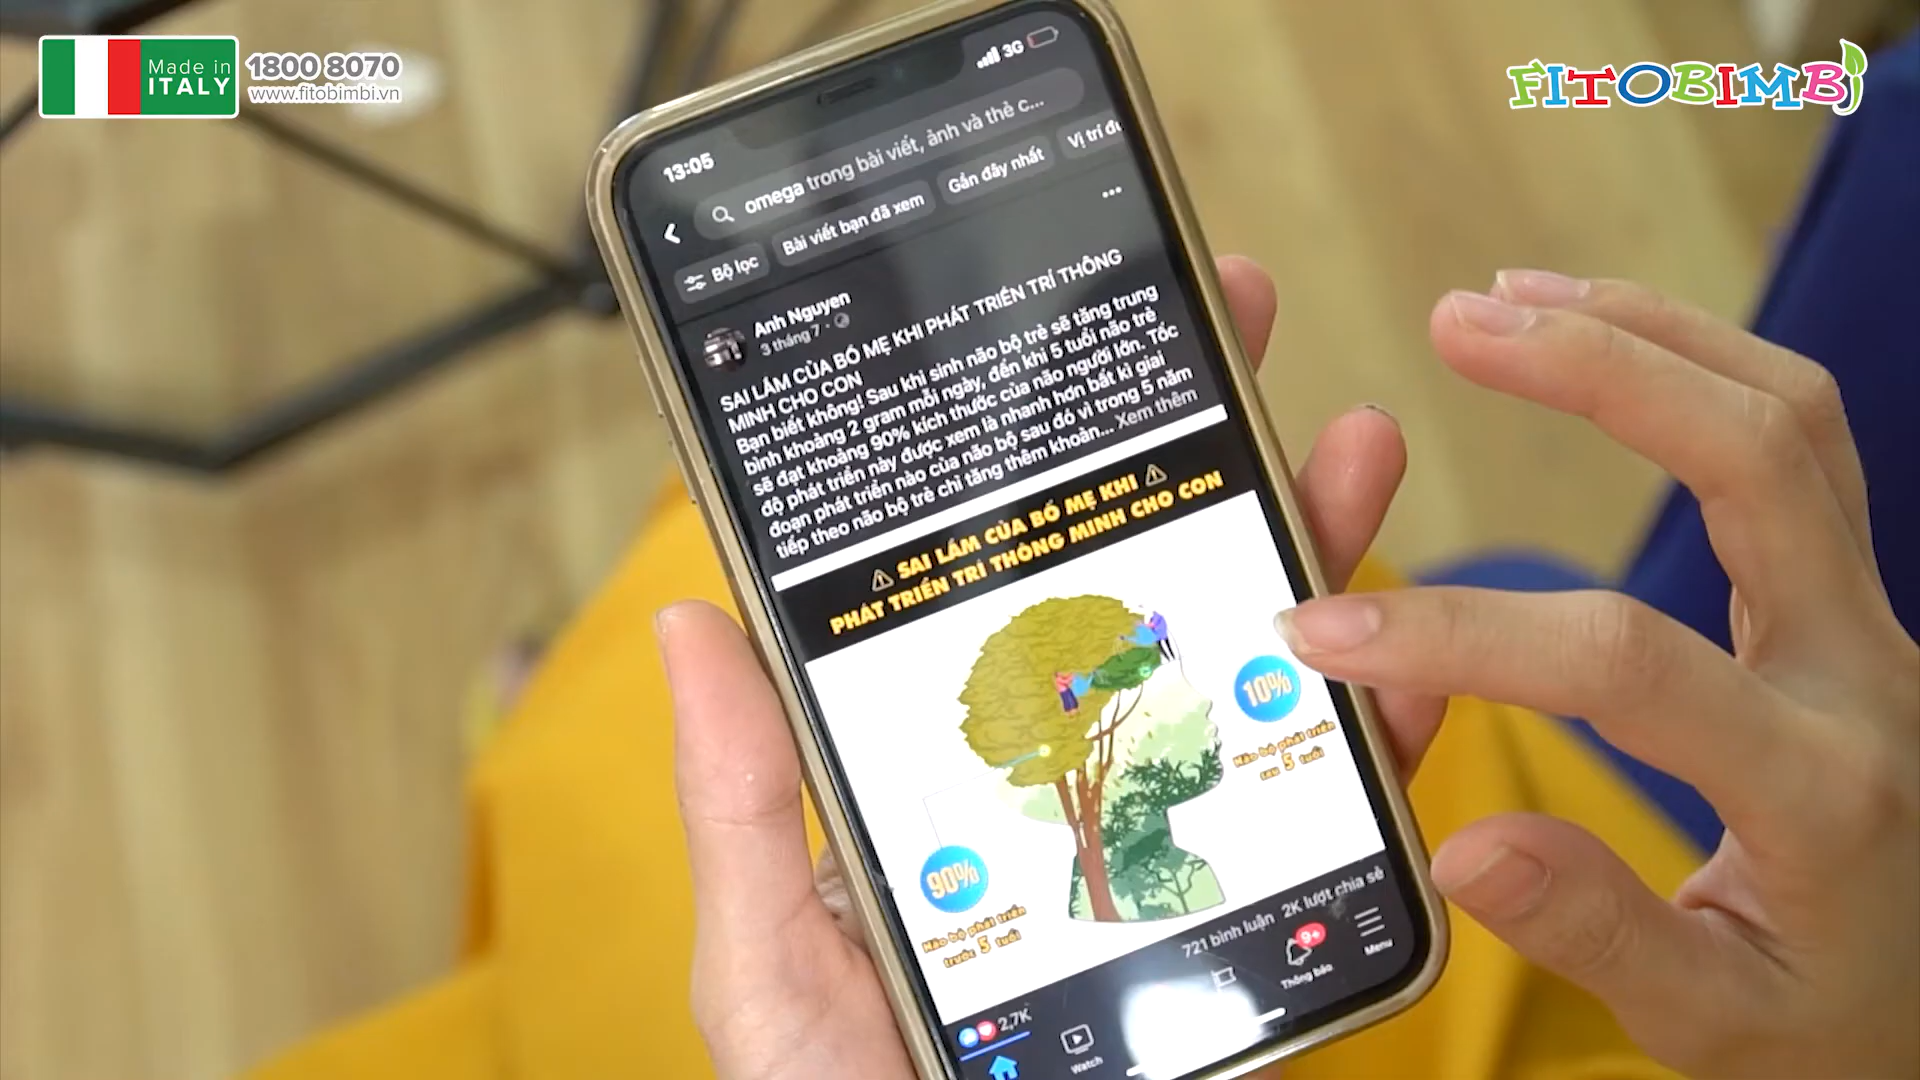 Made in
ITALY
1800 8070
www.fitobimbi.vn
FITOBIMBi
13:05
3G
omega trong bài viết, ảnh và thẻ c...
Bộ lọc
Bài viết bạn đã xem
Gần đây nhất
Vị trí đư
Anh Nguyen
3 tháng 7
SAI LẦM CỦA BỐ MẸ KHI PHÁT TRIỂN TRÍ THÔNG
MINH CHO CON
Bạn biết không! Sau khi sinh não bộ trẻ sẽ tăng trung
bình khoảng 2 gram mỗi ngày, đến khi 5 tuổi não trẻ
sẽ đạt khoảng 90% kích thước của não người lớn. Tốc
độ phát triển này được xem là nhanh hơn bất kì giai
đoạn phát triển nào của não bộ sau đó vì trong 5 năm
tiếp theo não bộ trẻ chỉ tăng thêm khoản... Xem thêm
SAI LẦM CỦA BỐ MẸ KHI
PHÁT TRIỂN TRÍ THÔNG MINH CHO CON
10%
Não bộ phát triển
sau 5 tuổi
90%
Não bộ phát triển
trước 5 tuổi
2,7K
721 bình luận
2K lượt chia sẻ
Watch
9+
Thông báo
Menu